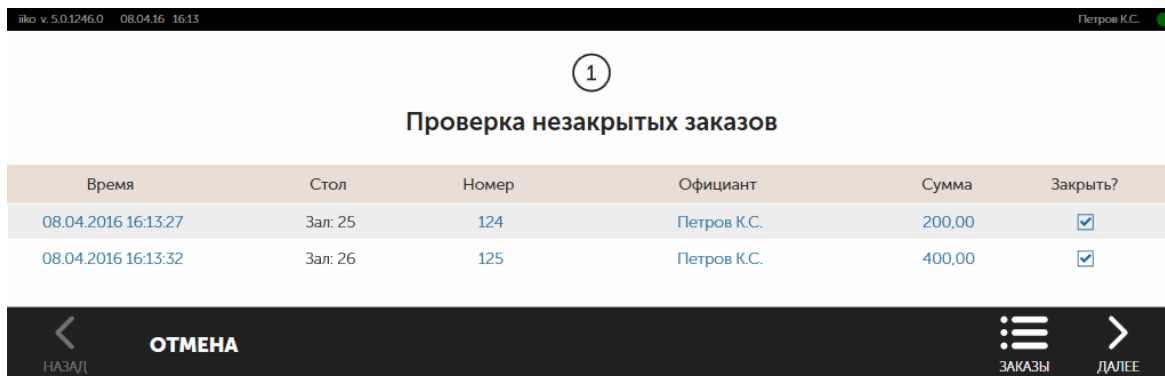 iiko v. 5.0.1246.0 08.04.16 16:13 Петров К.С.
1
Проверка незакрытых заказов
Время Стол Номер Официант Сумма Закрыть?
08.04.2016 16:13:27 Зал: 25 124 Петров К.С. 200,00
08.04.2016 16:13:32 Зал: 26 125 Петров К.С. 400,00
ОТМЕНА
НАЗАД ЗАКАЗЫ ДАЛЕЕ